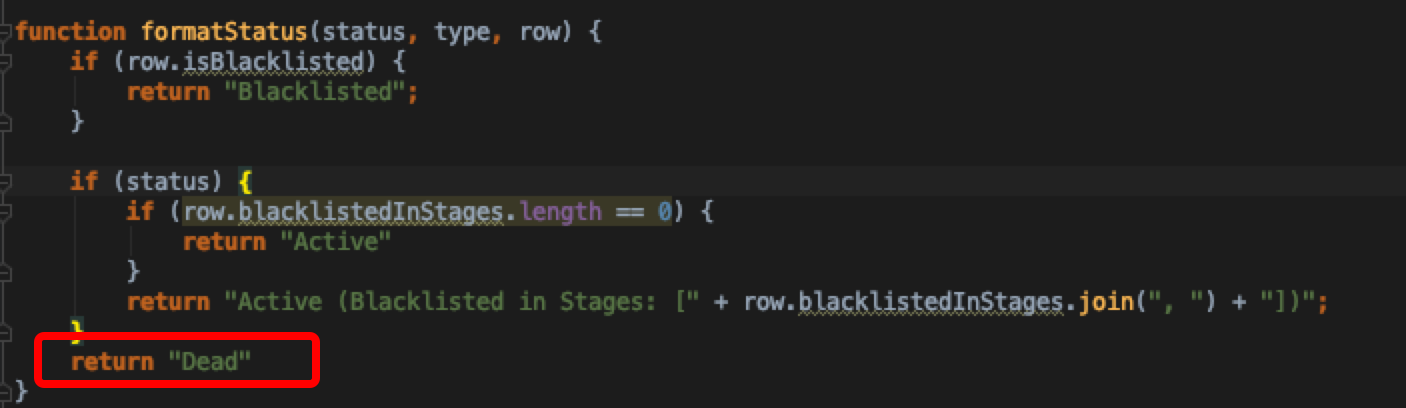 function formatStatus(status, type, row) {
if (row.isBlacklisted) {
return "Blacklisted";
}
if (status) {
if (row.blacklistedInStages.length == 0) {
return "Active"
}
return "Active (Blacklisted in Stages: [" + row.blacklistedInStages.join(", ") + "])";
}
return "Dead"
}